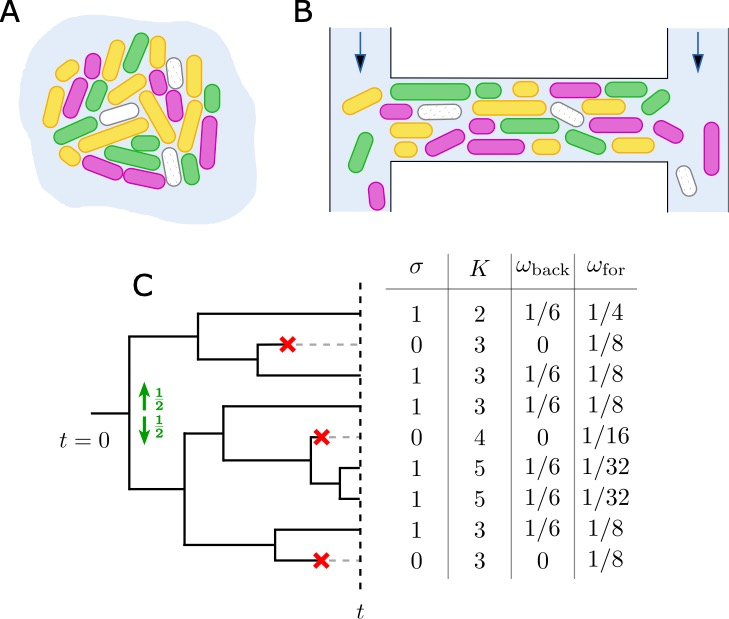 A
B
C
σ K ω_back ω_for
1 2 1/6 1/4
0 3 0 1/8
1 3 1/6 1/8
1 3 1/6 1/8
0 4 0 1/16
1 5 1/6 1/32
1 5 1/6 1/32
1 3 1/6 1/8
0 3 0 1/8
1/2
1/2
t = 0
t